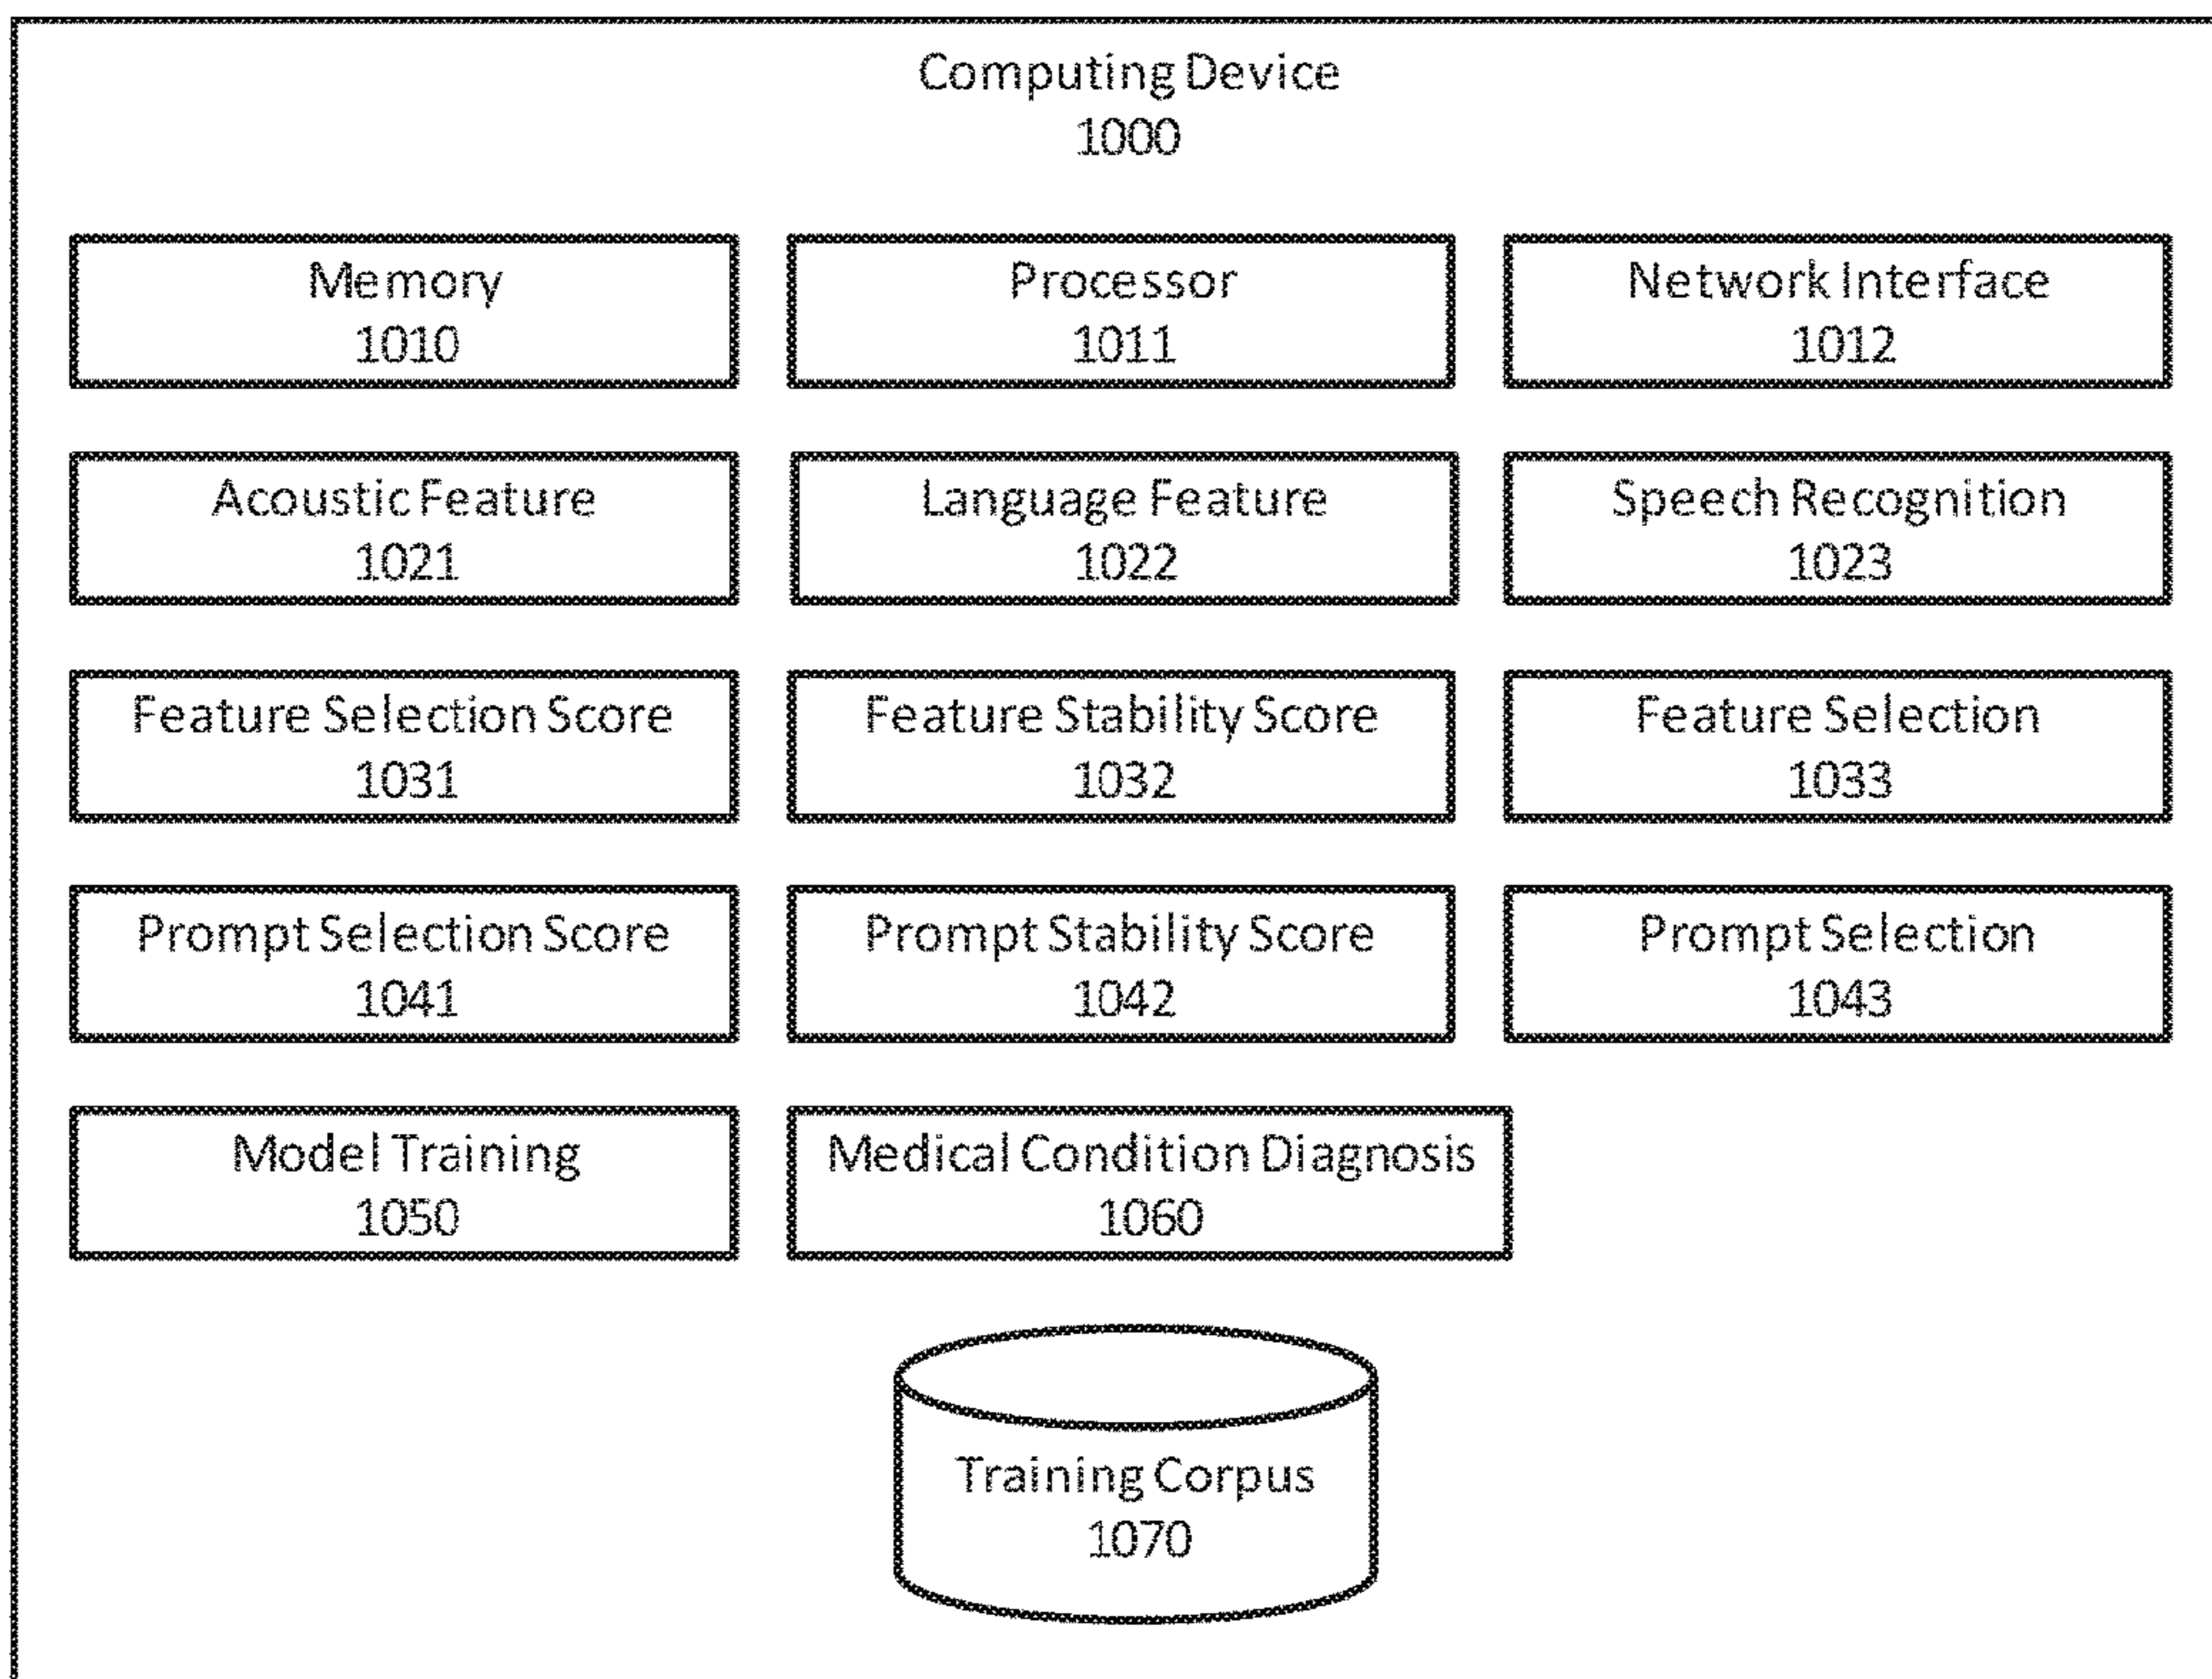 Computing Device
1000
Memory
1010
Processor
1011
Network Interface
1012
Acoustic Feature
1021
Language Feature
1022
Speech Recognition
1023
Feature Selection Score
1031
Feature Stability Score
1032
Feature Selection
1033
Prompt Selection Score
1041
Prompt Stability Score
1042
Prompt Selection
1043
Model Training
1050
Medical Condition Diagnosis
1060
Training Corpus
1070